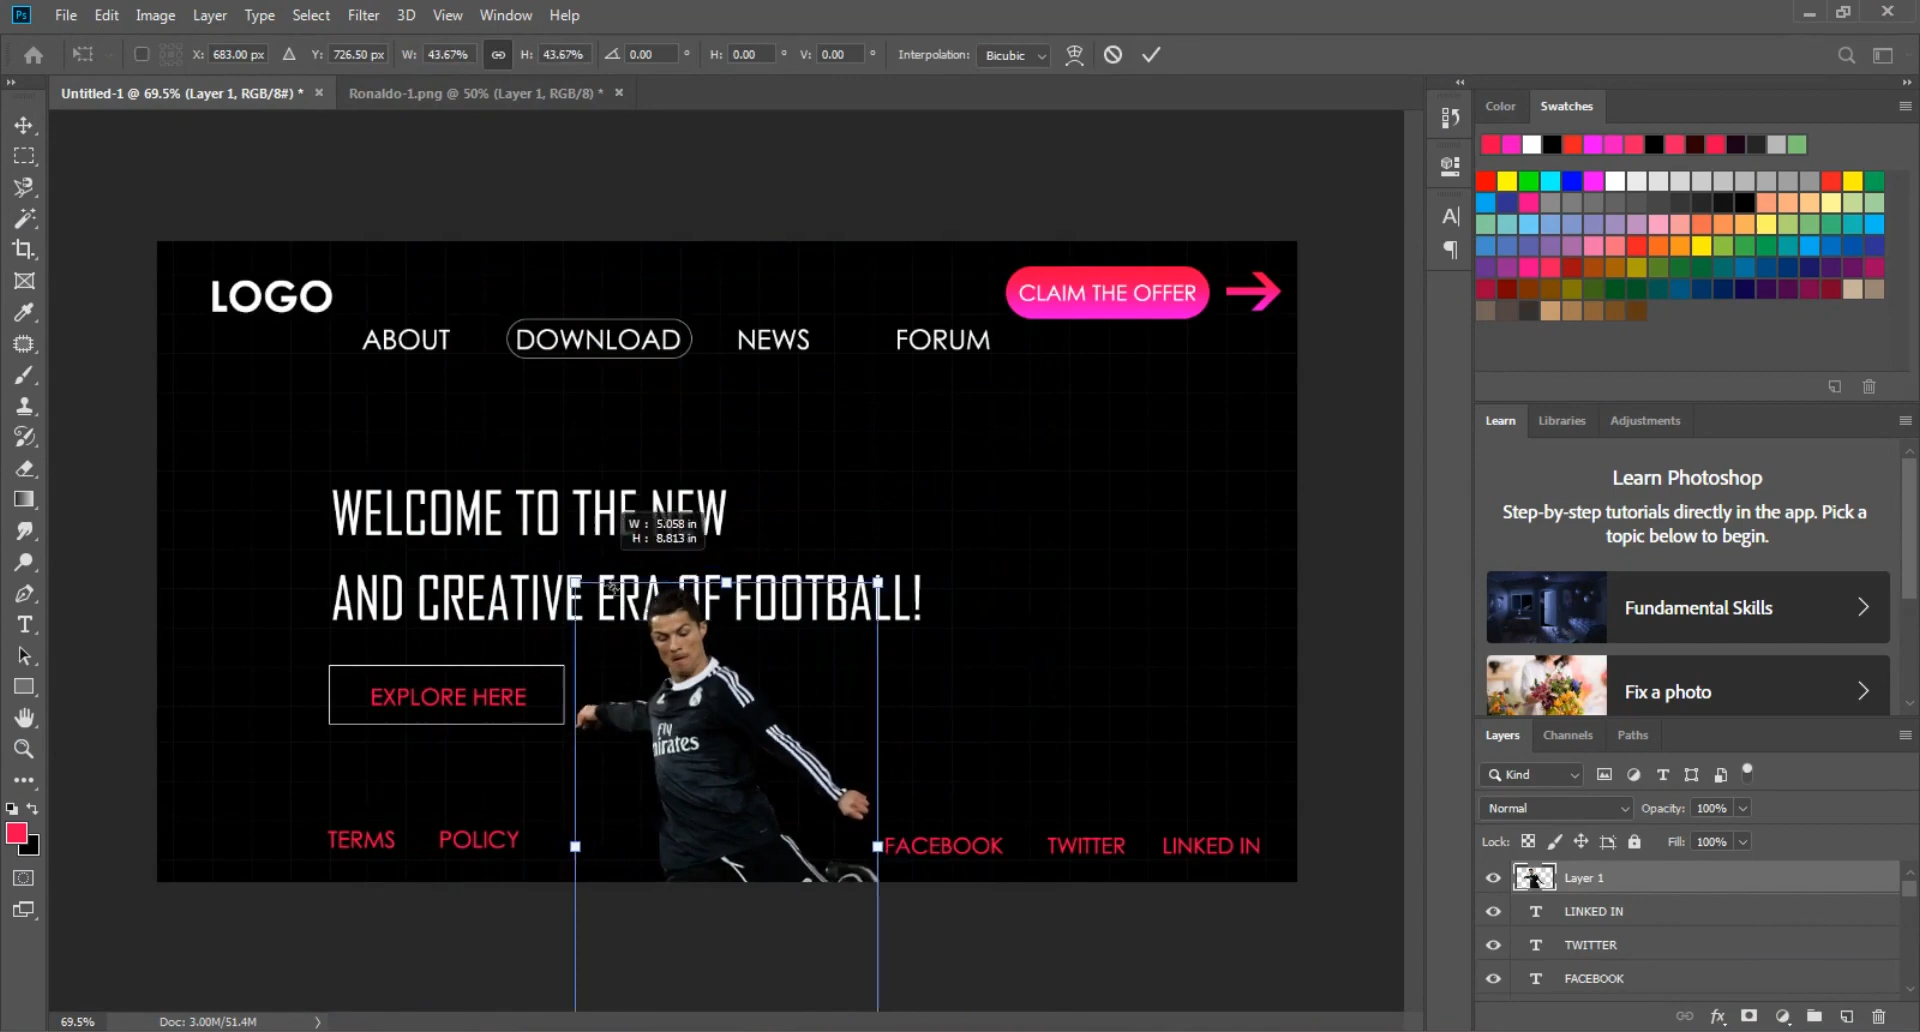 Ps File Edit Image Layer Type Select Filter 3D View Window Help
X: 683.00 px Y: 726.50 px W: 43.67% H: 43.67% 0.00 ° H: 0.00 ° V: 0.00 ° Interpolation: Bicubic
Untitled-1 @ 69.5% (Layer 1, RGB/8#) * × Ronaldo-1.png @ 50% (Layer 1, RGB/8) * ×
Color Swatches
LOGO
CLAIM THE OFFER
ABOUT DOWNLOAD NEWS FORUM
Learn Libraries Adjustments
Learn Photoshop
Step-by-step tutorials directly in the app. Pick a
topic below to begin.
WELCOME TO THE NEW
W : 5.058 in
H : 8.813 in
AND CREATIVE ERA OF FOOTBALL!
Fundamental Skills
EXPLORE HERE
Fix a photo
Fly
Emirates
Layers Channels Paths
Kind
Normal Opacity: 100%
TERMS POLICY FACEBOOK TWITTER LINKED IN
Lock: Fill: 100%
Layer 1
T LINKED IN
T TWITTER
T FACEBOOK
69.5% Doc: 3.00M/51.4M
fx